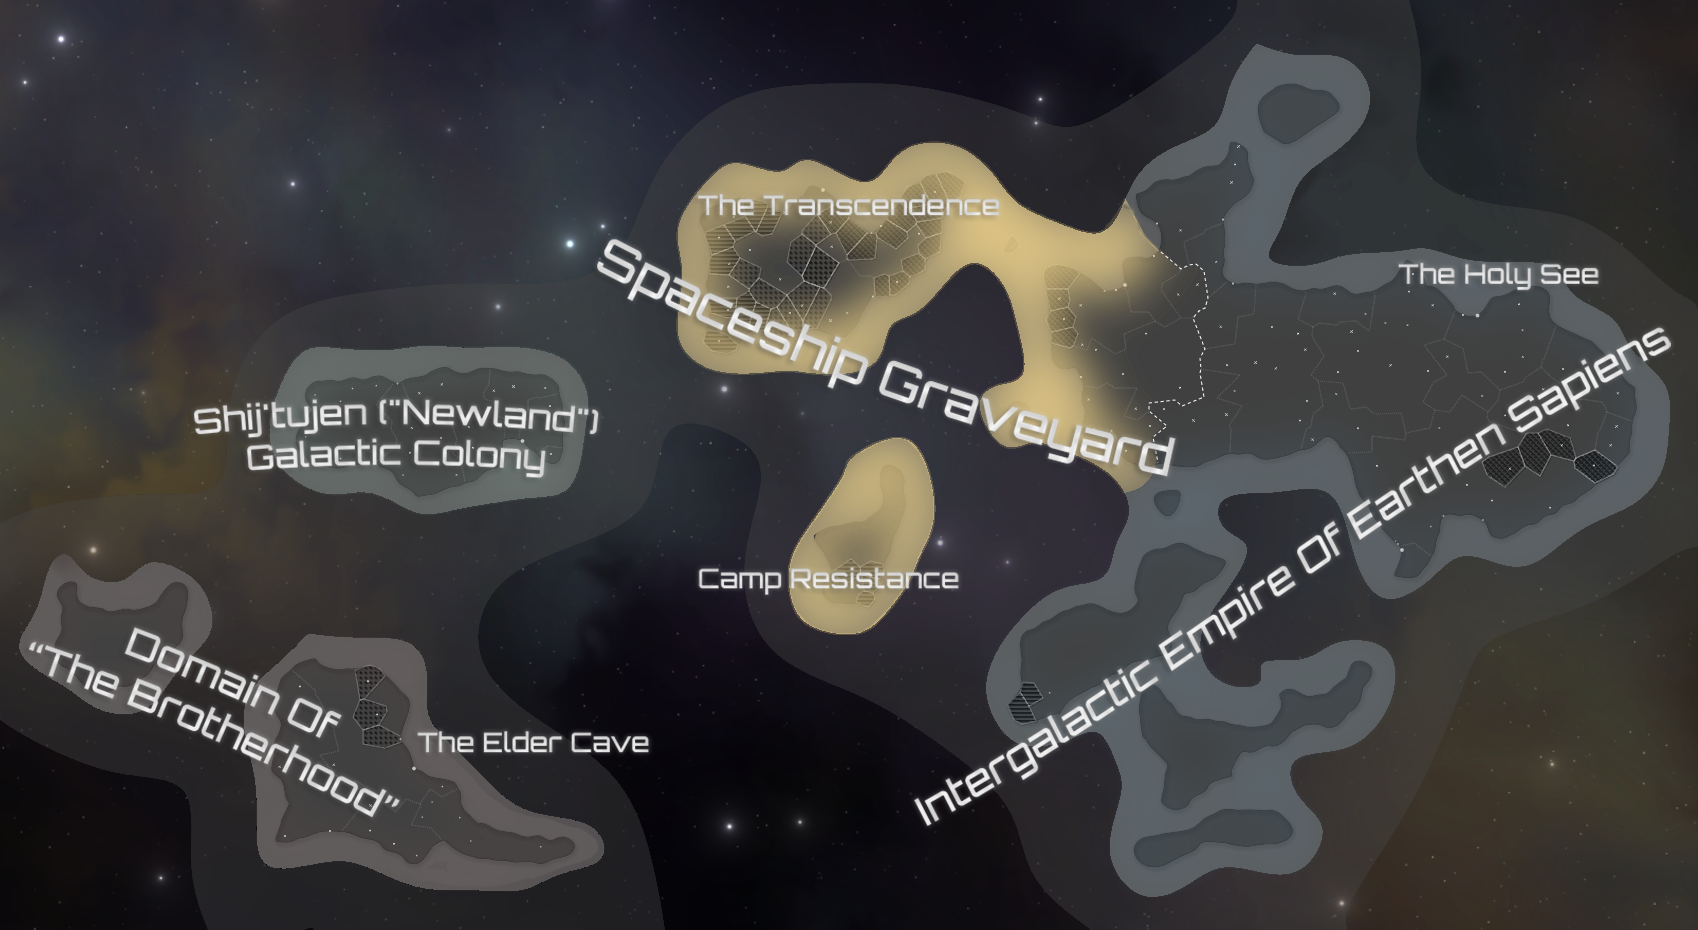 The Transcendence
Spaceship Graveyard
The Holy See
Shij'tujen ("Newland")
Galactic Colony
Intergalactic Empire Of Earthen Sapiens
Camp Resistance
Domain Of
“The Brotherhood”
The Elder Cave